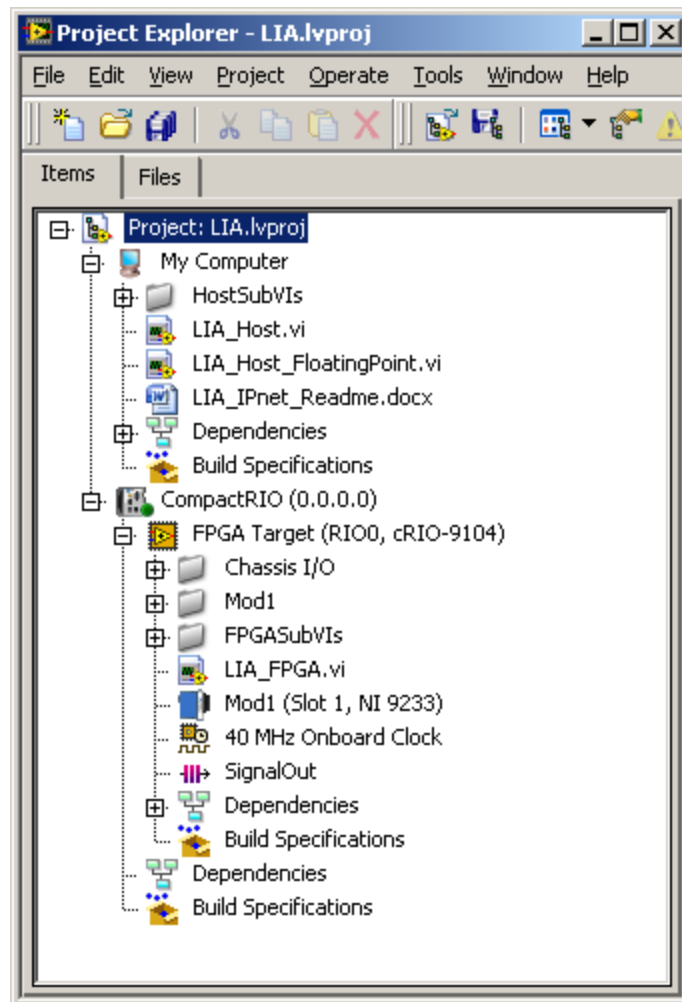 Project Explorer - LIA.lvproj
File Edit View Project Operate Tools Window Help
Items Files
Project: LIA.lvproj
My Computer
HostSubVIs
LIA_Host.vi
LIA_Host_FloatingPoint.vi
LIA_IPnet_Readme.docx
Dependencies
Build Specifications
CompactRIO (0.0.0.0)
FPGA Target (RIO0, cRIO-9104)
Chassis I/O
Mod1
FPGASubVIs
LIA_FPGA.vi
Mod1 (Slot 1, NI 9233)
40 MHz Onboard Clock
SignalOut
Dependencies
Build Specifications
Dependencies
Build Specifications